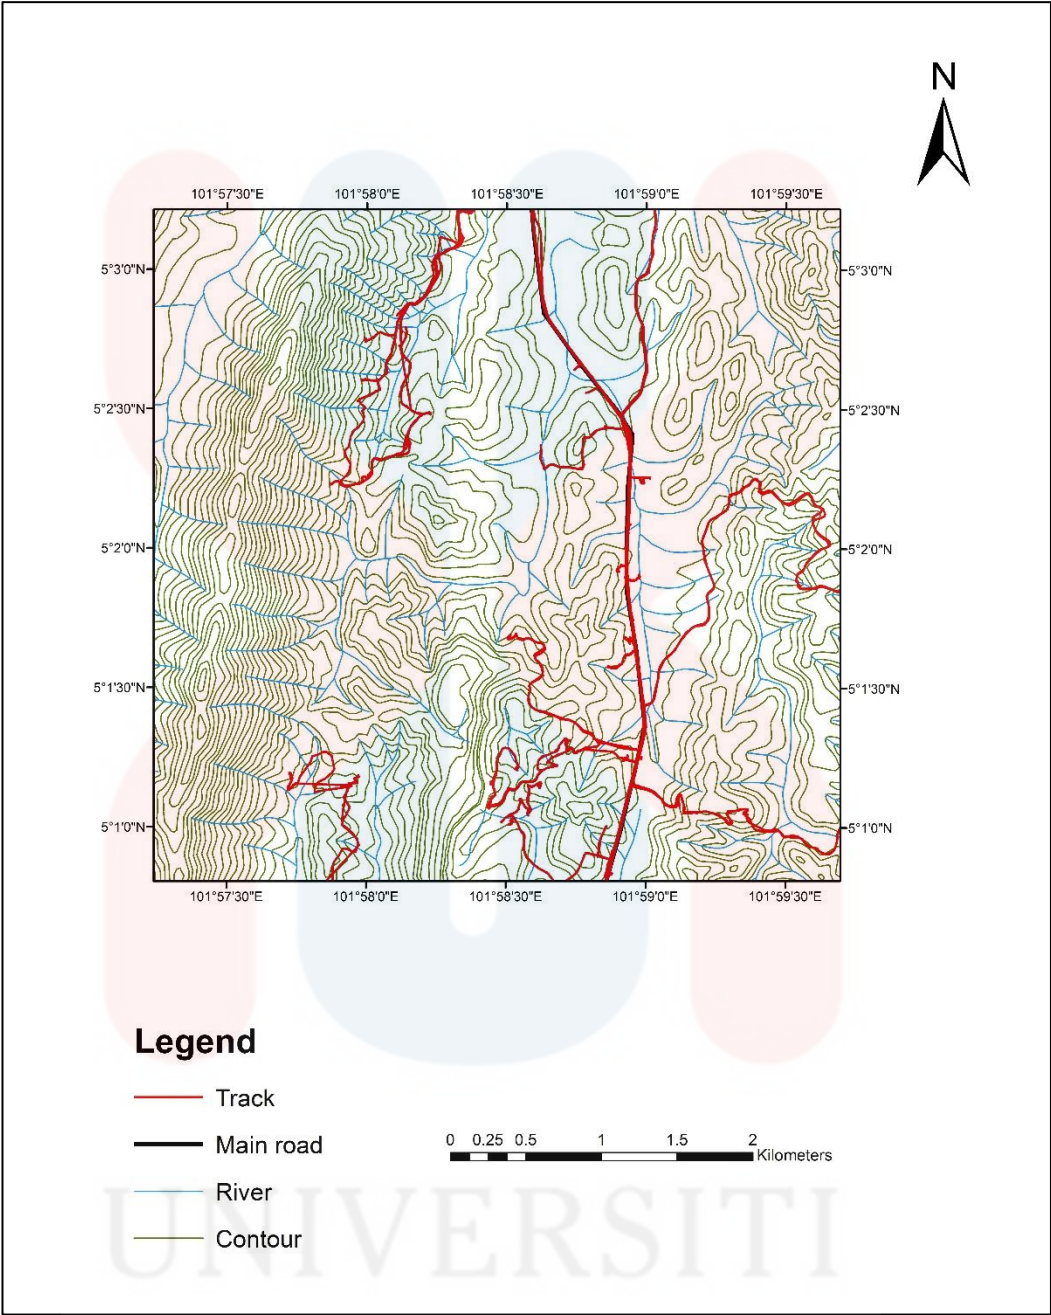 N
101°57'30"E 101°58'0"E 101°58'30"E 101°59'0"E 101°59'30"E
5°3'0"N 5°3'0"N
5°2'30"N 5°2'30"N
5°2'0"N 5°2'0"N
5°1'30"N 5°1'30"N
5°1'0"N 5°1'0"N
101°57'30"E 101°58'0"E 101°58'30"E 101°59'0"E 101°59'30"E
Legend
Track
Main road
River
Contour
0 0.25 0.5 1 1.5 2
Kilometers
UNIVERSITI